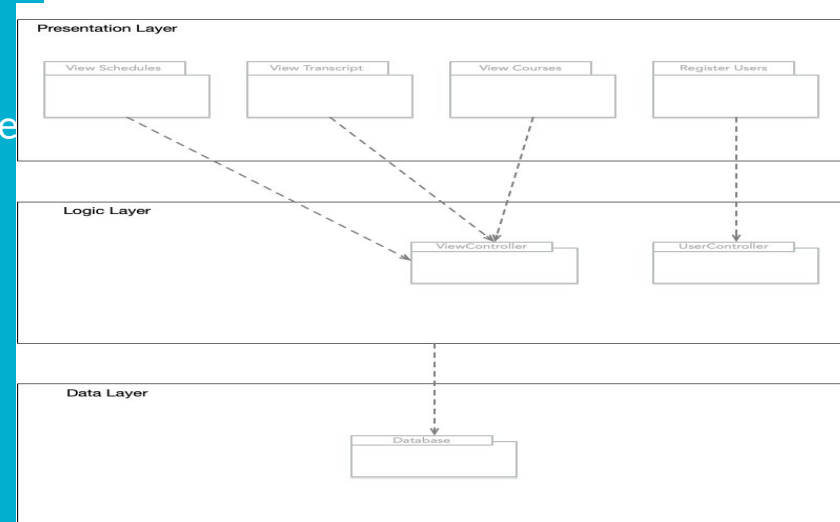 Presentation Layer
View Schedules
View Transcript
View Courses
Register Users
e
Logic Layer
ViewController
UserController
Data Layer
Database